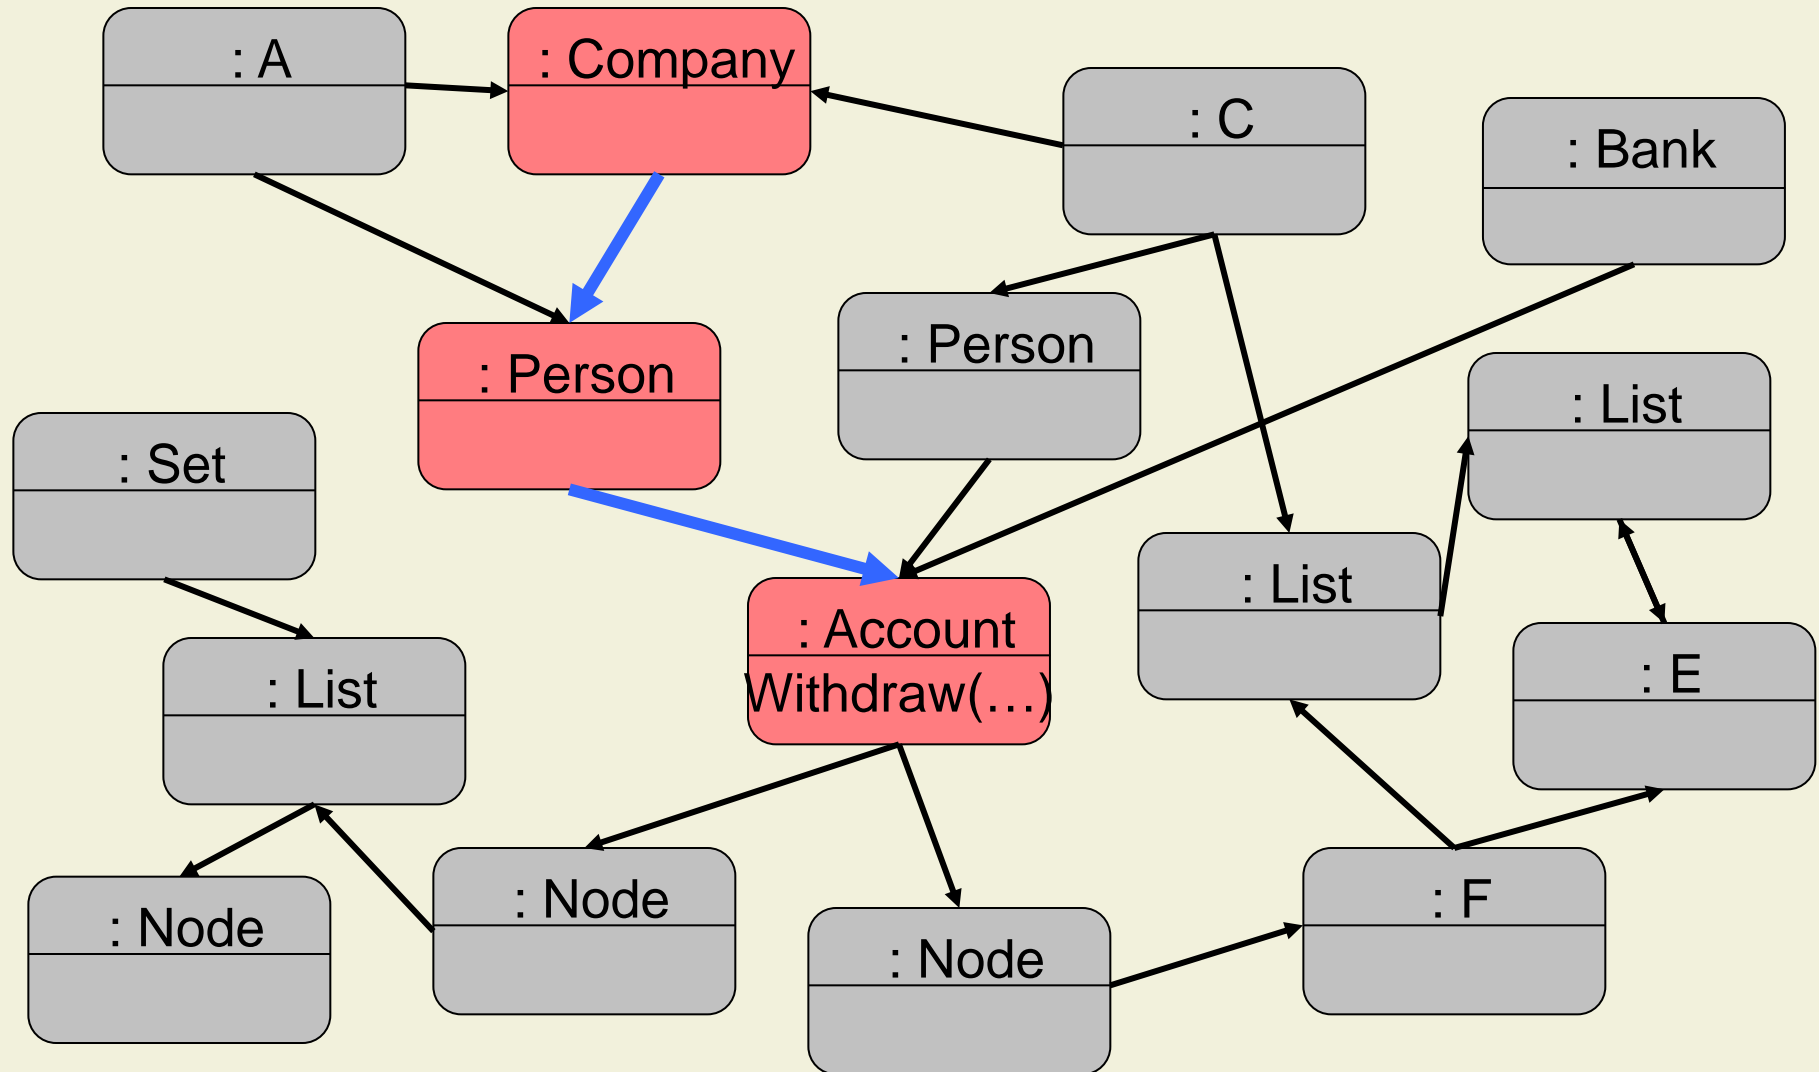 : A
: Company
: C
: Bank
: Person
: Person
: List
: Set
: List
: Account
Withdraw(…)
: List
: E
: Node
: Node
: Node
: F